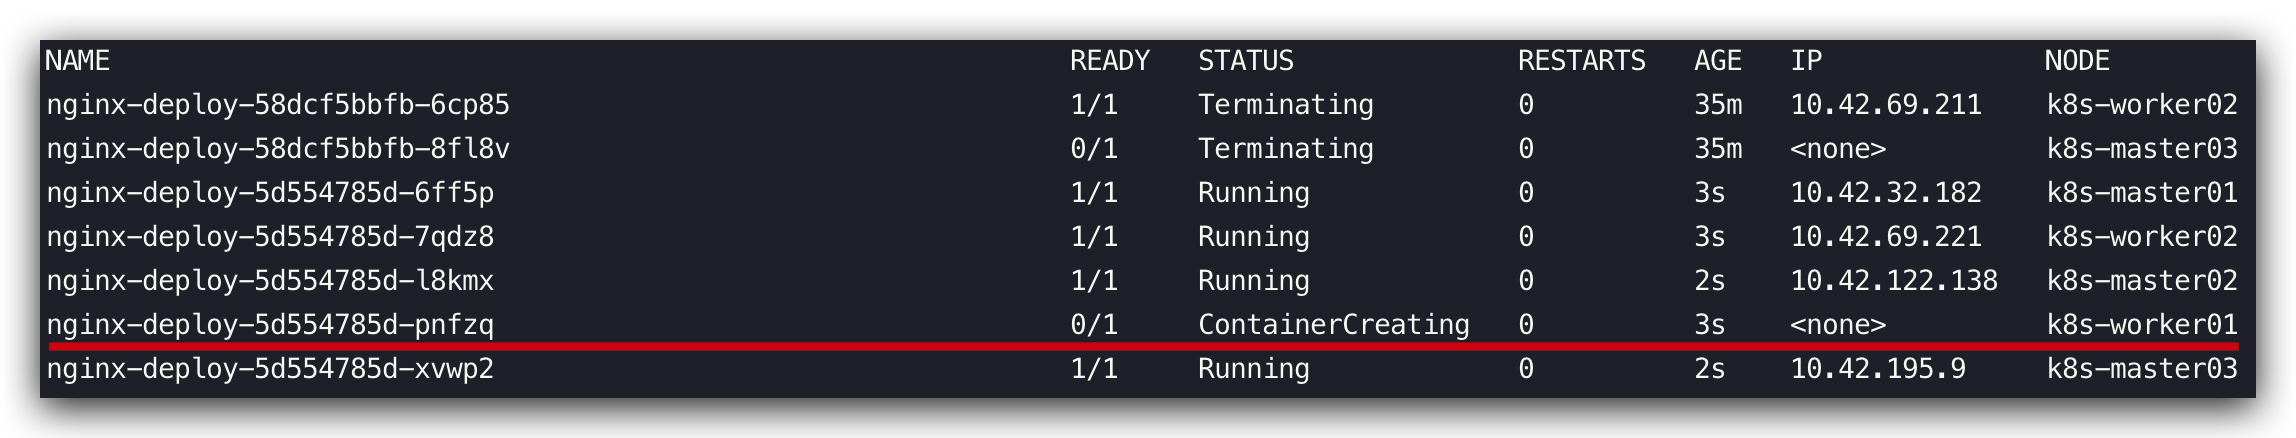 NAME READY STATUS RESTARTS AGE IP NODE
nginx-deploy-58dcf5bbfb-6cp85 1/1 Terminating 0 35m 10.42.69.211 k8s-worker02
nginx-deploy-58dcf5bbfb-8fl8v 0/1 Terminating 0 35m <none> k8s-master03
nginx-deploy-5d554785d-6ff5p 1/1 Running 0 3s 10.42.32.182 k8s-master01
nginx-deploy-5d554785d-7qdz8 1/1 Running 0 3s 10.42.69.221 k8s-worker02
nginx-deploy-5d554785d-l8kmx 1/1 Running 0 2s 10.42.122.138 k8s-master02
nginx-deploy-5d554785d-pnfzq 0/1 ContainerCreating 0 3s <none> k8s-worker01
nginx-deploy-5d554785d-xvwp2 1/1 Running 0 2s 10.42.195.9 k8s-master03